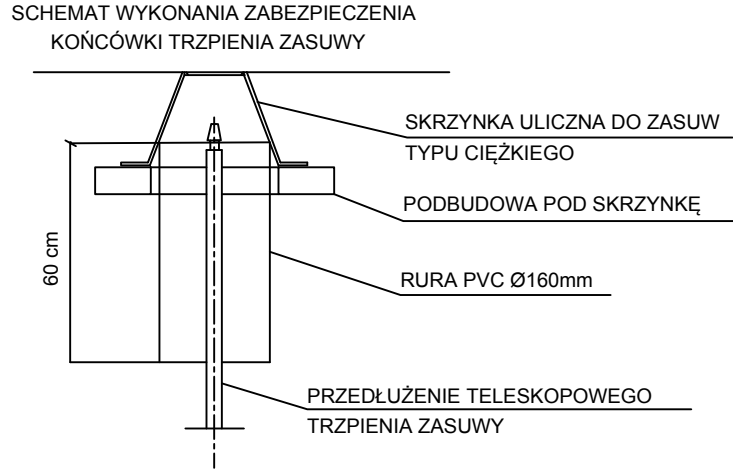 SCHEMAT WYKONANIA ZABEZPIECZENIA
KOŃCÓWKI TRZPIENIA ZASUWY
SKRZYNKA ULICZNA DO ZASUW
TYPU CIĘŻKIEGO
PODBUDOWA POD SKRZYNKĘ
60 cm
RURA PVC Ø160mm
PRZEDŁUŻENIE TELESKOPOWEGO
TRZPIENIA ZASUWY